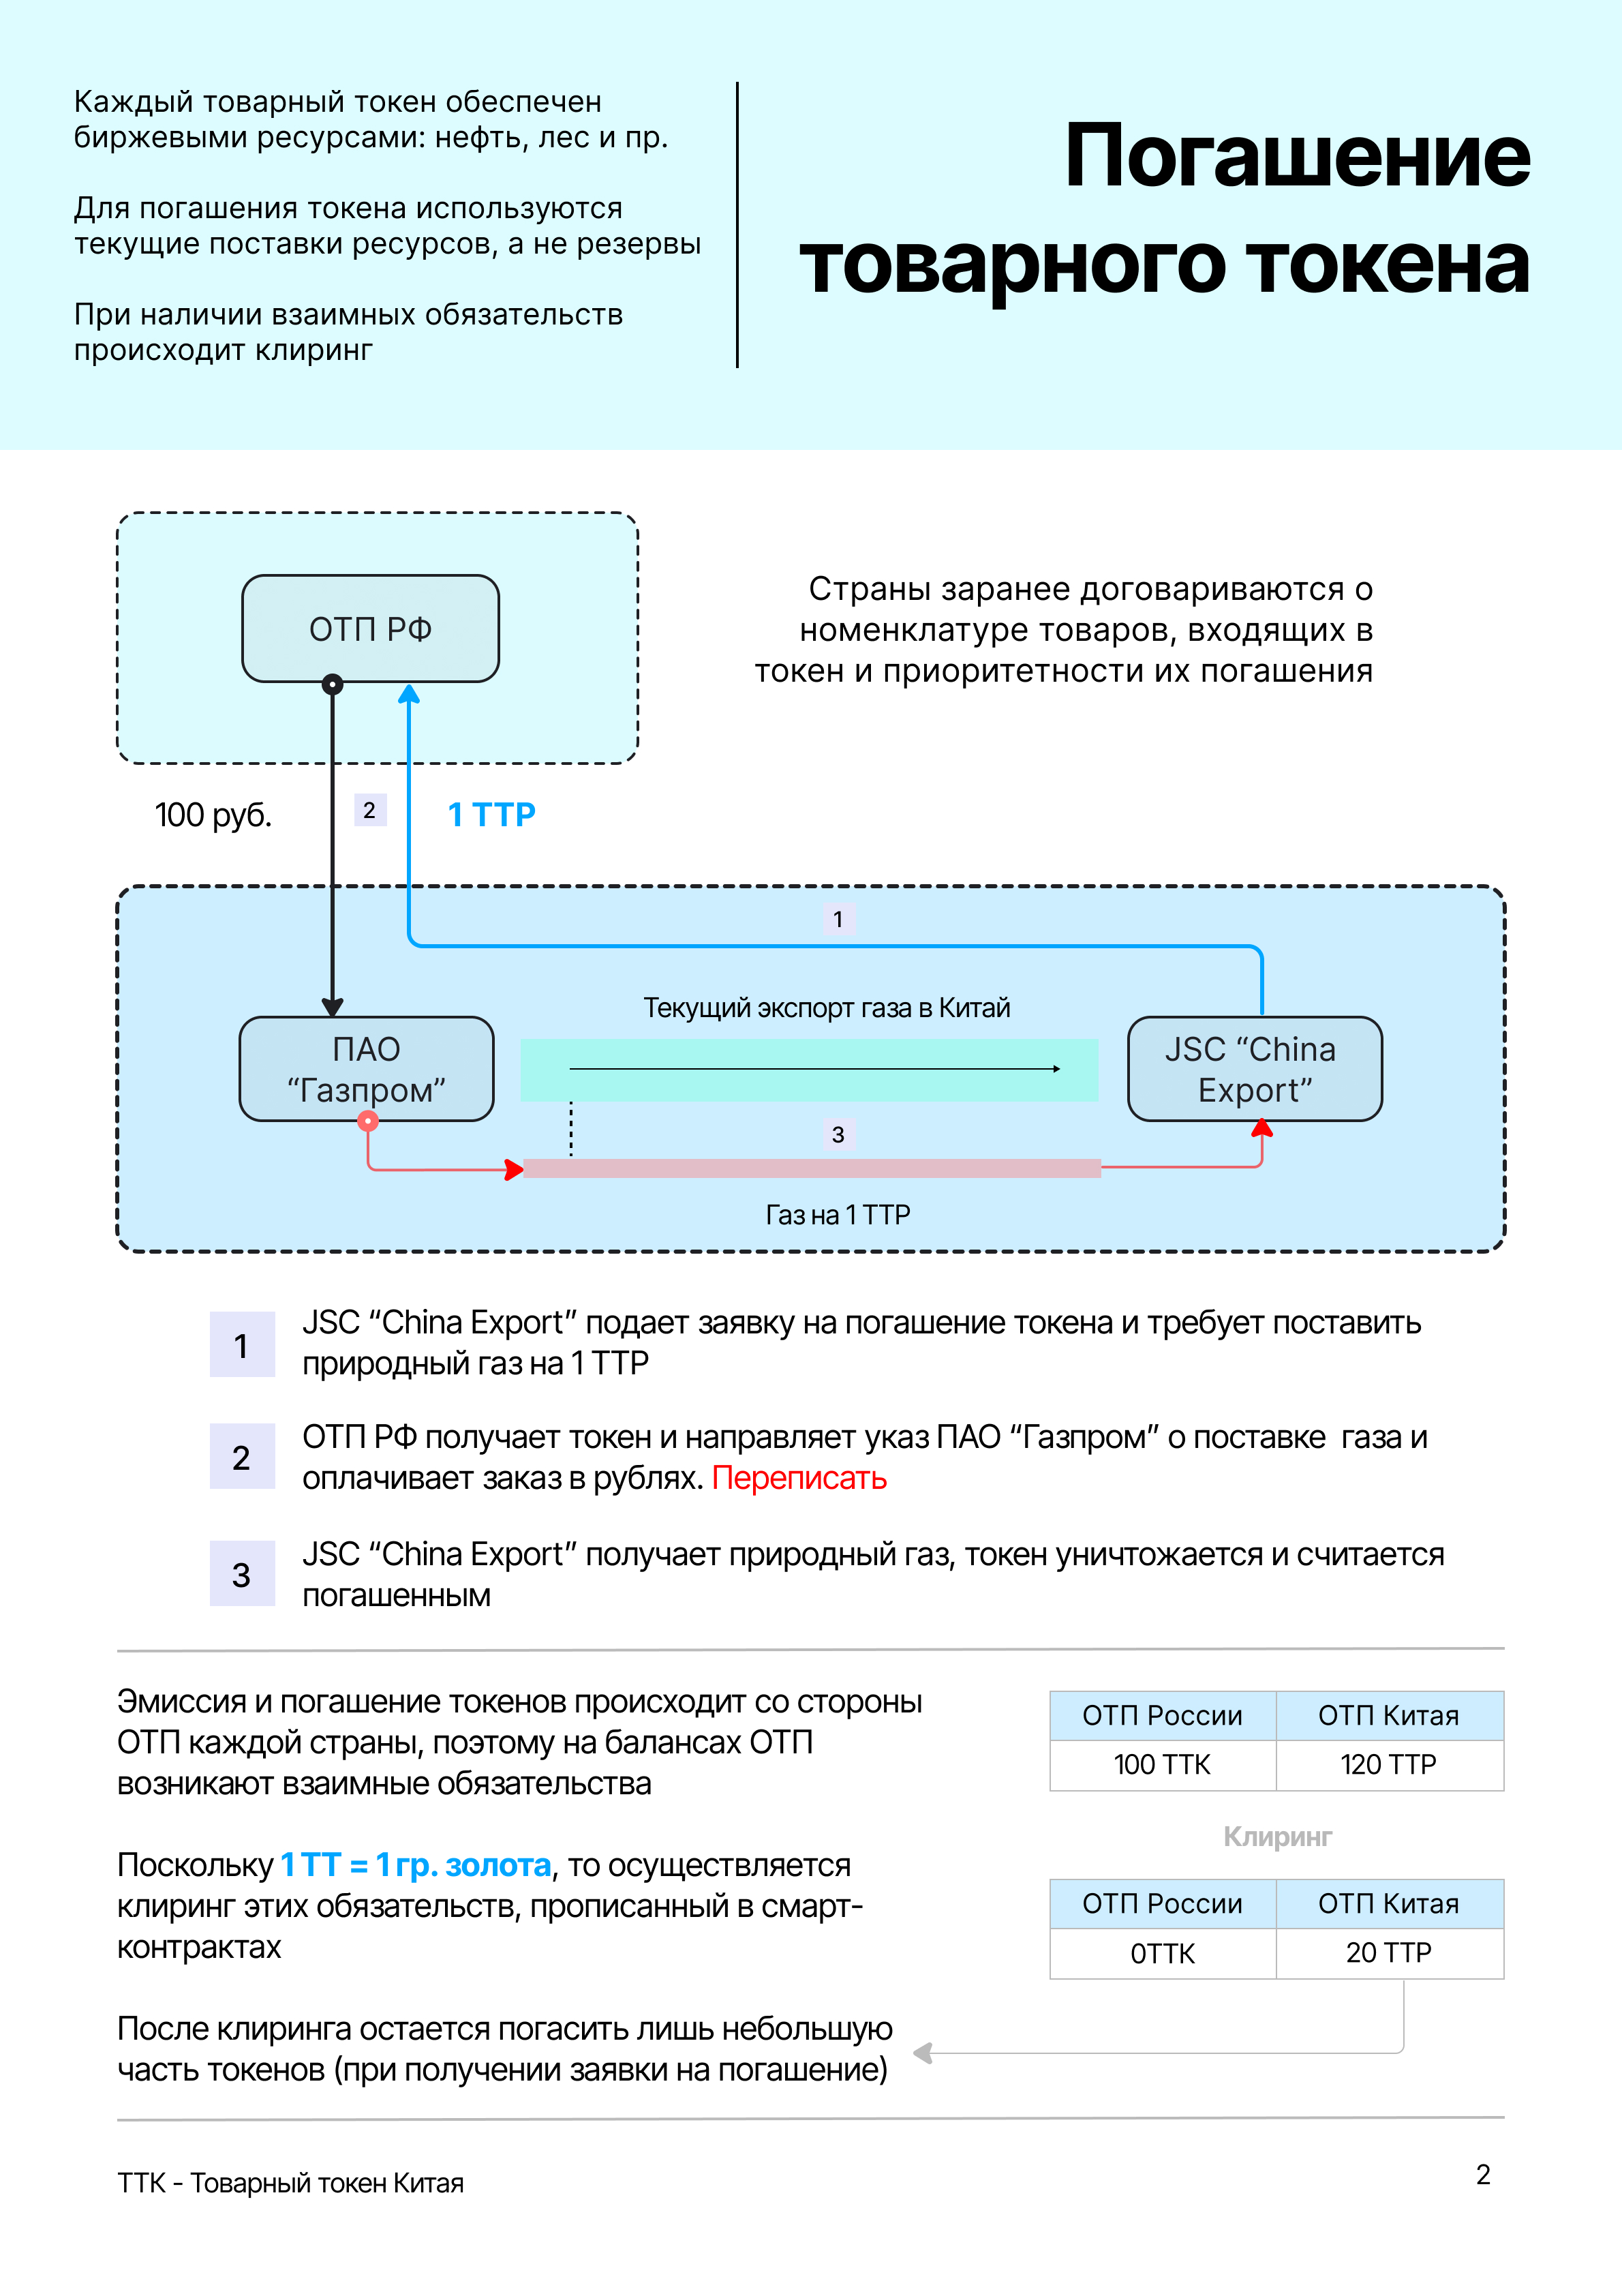 Каждый товарный токен обеспечен
биржевыми ресурсами: нефть, лес и пр.
Для погашения токена используются
текущие поставки ресурсов, а не резервы
При наличии взаимных обязательств
происходит клиринг
Погашение
товарного токена
ОТП РФ
Страны заранее договариваются о
номенклатуре товаров, входящих в
токен и приоритетности их погашения
100 руб.
2
1 ТТР
1
Текущий экспорт газа в Китай
ПАО
“Газпром”
JSC “China
Export”
3
Газ на 1 ТТР
1
JSC “China Export” подает заявку на погашение токена и требует поставить
природный газ на 1 ТТР
2
ОТП РФ получает токен и направляет указ ПАО “Газпром” о поставке  газа и
оплачивает заказ в рублях. Переписать
3
JSC “China Export” получает природный газ, токен уничтожается и считается
погашенным
Эмиссия и погашение токенов происходит со стороны
ОТП каждой страны, поэтому на балансах ОТП
возникают взаимные обязательства
Поскольку 1 ТТ = 1 гр. золота, то осуществляется
клиринг этих обязательств, прописанный в смарт-
контрактах
После клиринга остается погасить лишь небольшую
часть токенов (при получении заявки на погашение)
ОТП России ОТП Китая
100 ТТК 120 ТТР
Клиринг
ОТП России ОТП Китая
0ТТК 20 ТТР
ТТК - Товарный токен Китая
2